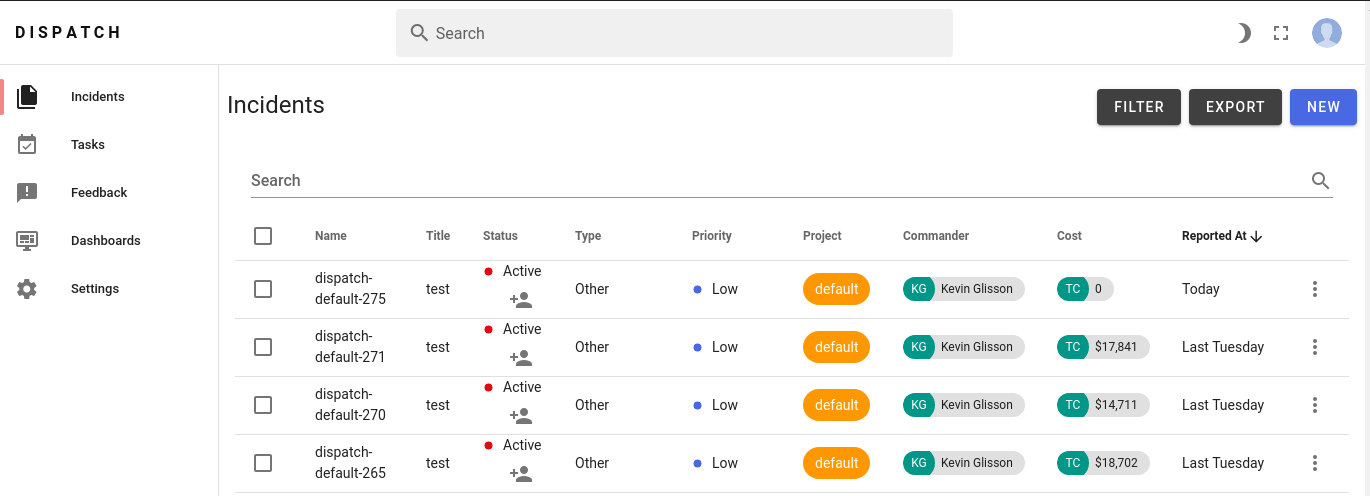 DISPATCH
Search
Incidents
Tasks
Feedback
Dashboards
Settings
Incidents
FILTER EXPORT NEW
Search
Name Title Status Type Priority Project Commander Cost Reported At
dispatch-
default-275 test Active Other Low default KG Kevin Glisson TC 0 Today
dispatch-
default-271 test Active Other Low default KG Kevin Glisson TC $17,841 Last Tuesday
dispatch-
default-270 test Active Other Low default KG Kevin Glisson TC $14,711 Last Tuesday
dispatch-
default-265 test Active Other Low default KG Kevin Glisson TC $18,702 Last Tuesday